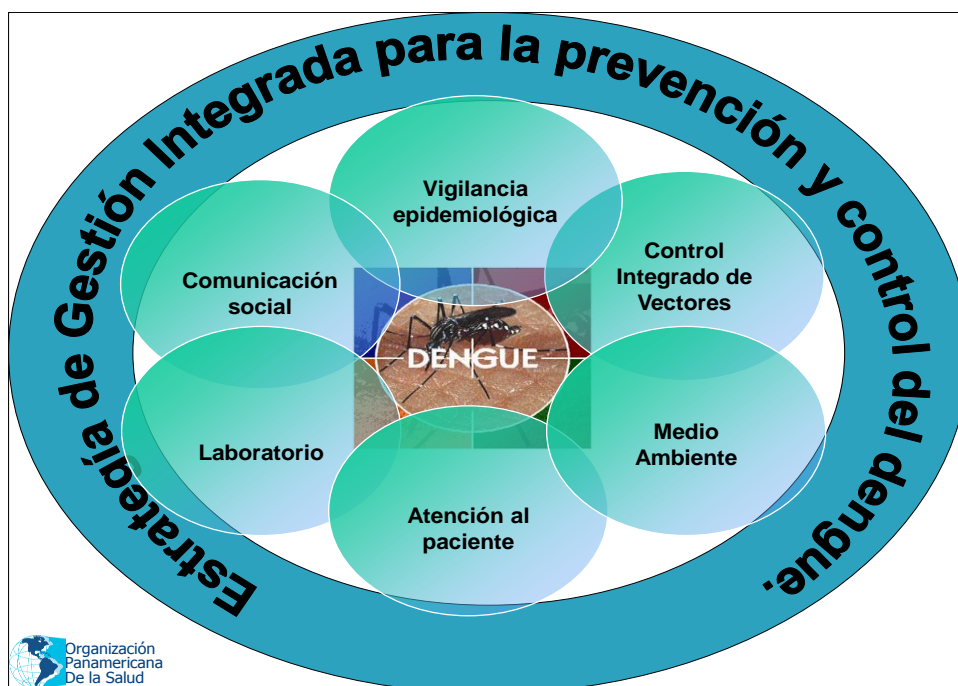 Estrategía de Gestión Integrada para la prevención y control del dengue.
Vigilancia
epidemiológica
Control
Integrado de
Vectores
Medio
Ambiente
Atención al
paciente
Laboratorio
Comunicación
social
DENGUE
Organización
Panamericana
De la Salud